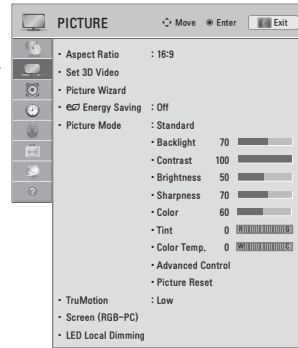 PICTURE Move Enter Exit
• Aspect Ratio : 16:9
• Set 3D Video
• Picture Wizard
• Energy Saving : Off
• Picture Mode : Standard
• Backlight 70
• Contrast 100
• Brightness 50
• Sharpness 70
• Color 60
• Tint 0 R G
• Color Temp. 0 W C
• Advanced Control
• Picture Reset
• TruMotion : Low
• Screen (RGB-PC)
• LED Local Dimming